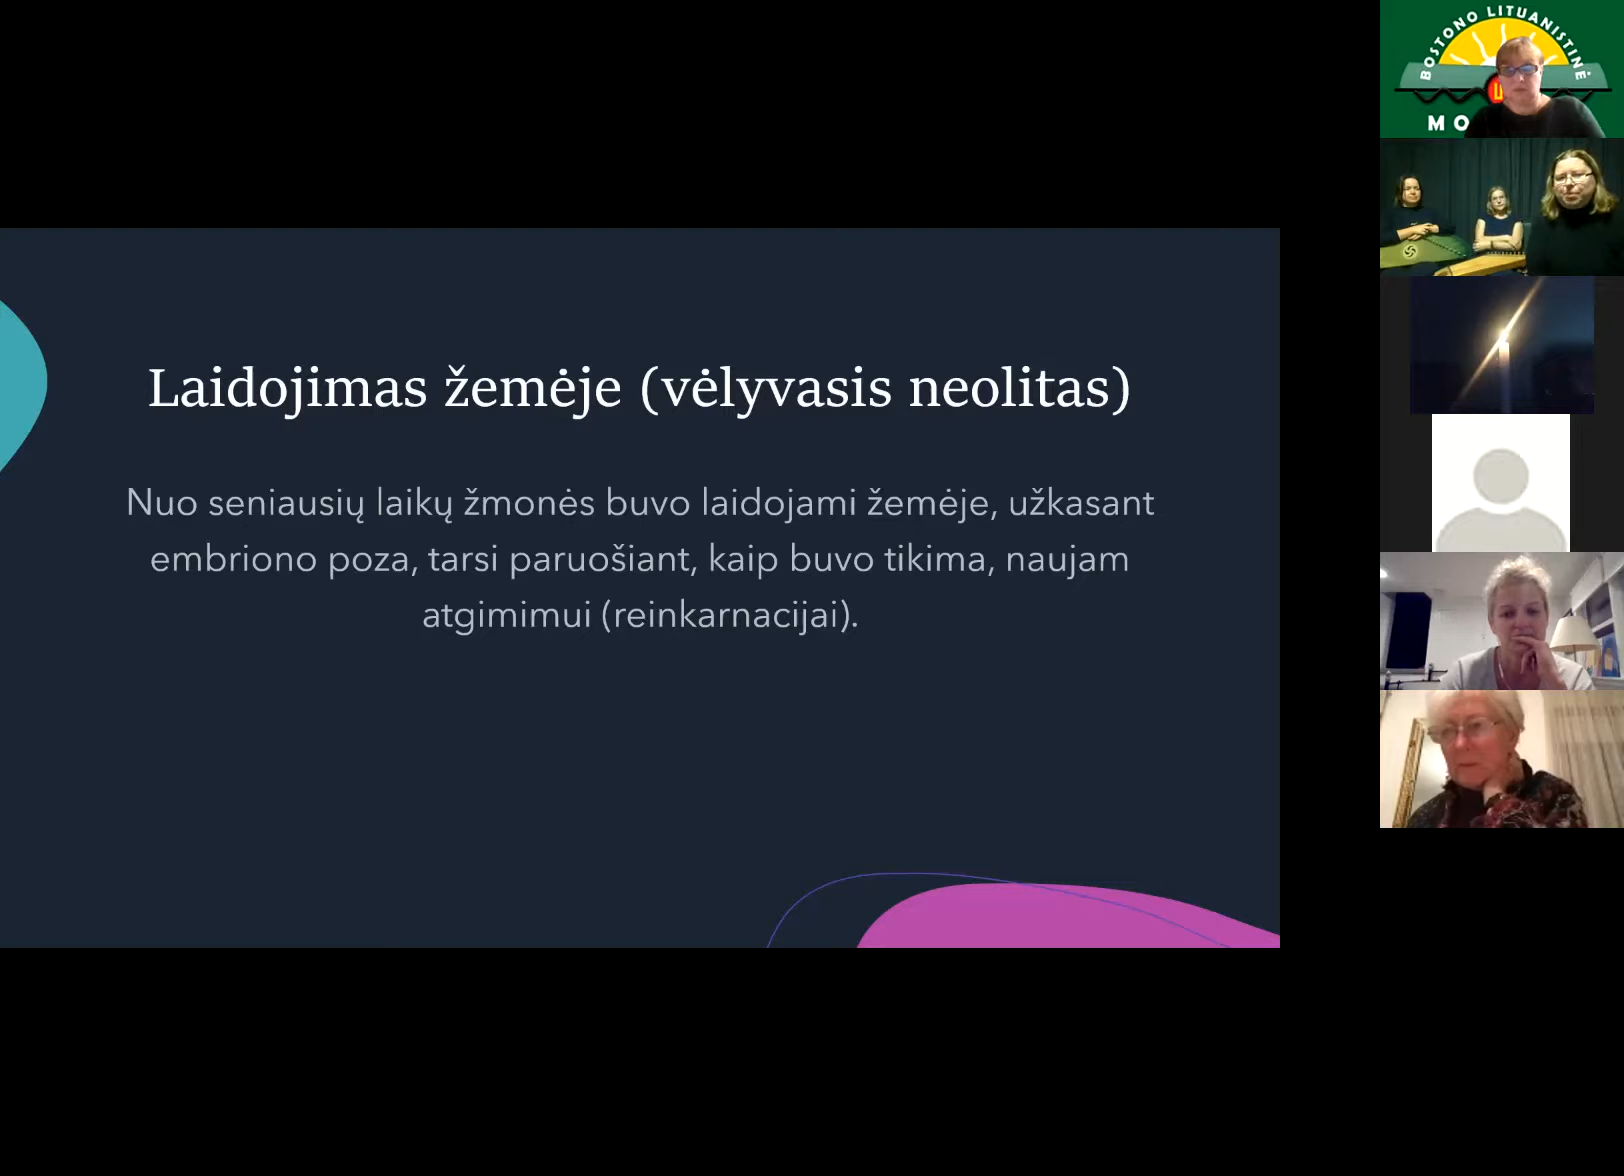 Laidojimas žemėje (vėlyvasis neolitas)
Nuo seniausių laikų žmonės buvo laidojami žemėje, užkasant
embriono poza, tarsi paruošiant, kaip buvo tikima, naujam
atgimimui (reinkarnacijai).
BOSTONO LITUANISTINĖ
MO